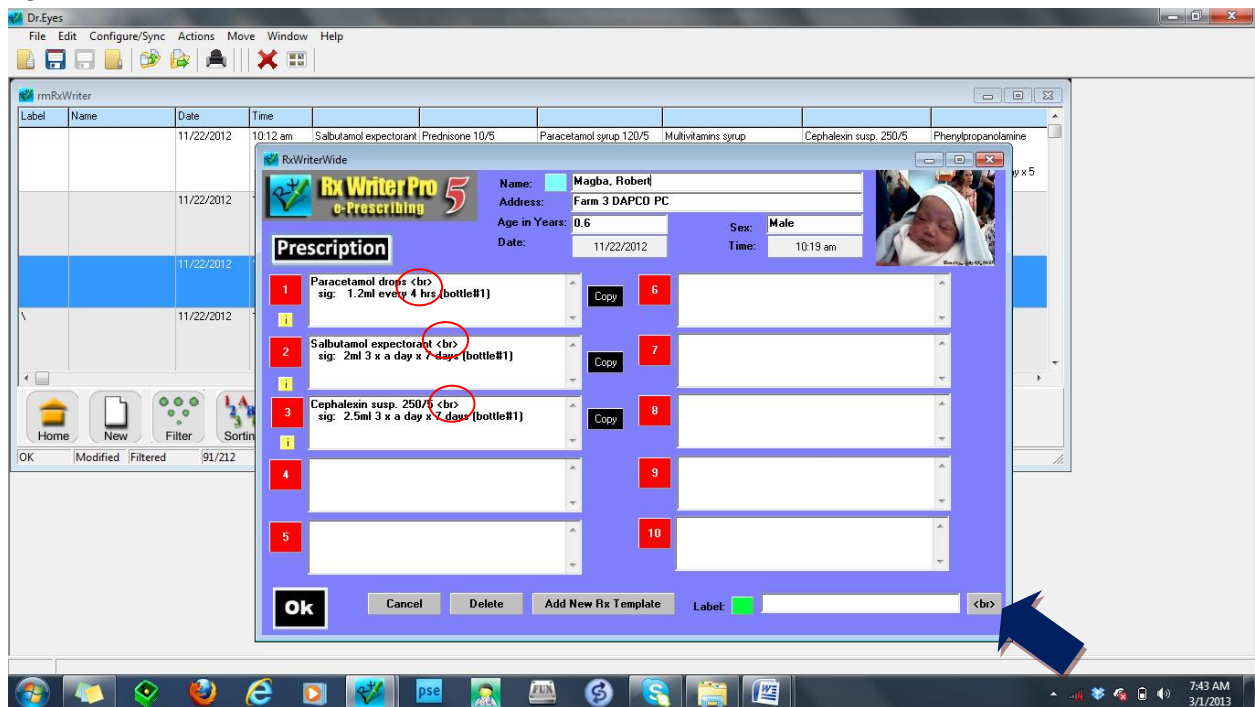 Dr.Eyes
File Edit Configure/Sync Actions Move Window Help
rmRxWriter
Label Name Date Time
11/22/2012 10:12 am Salbutamol expectorant Prednisone 10/5 Paracetamol syrup 120/5 Multivitamins syrup Cephalexin susp. 250/5 Phenylpropanolamine
y x 5
11/22/2012
11/22/2012
\ 11/22/2012
Home New Filter Sortin
OK Modified Filtered 91/212
RxWriterWide
Rx Writer Pro 5
e-Prescribing
Name: Magba, Robert
Address: Farm 3 DAPCO PC
Age in Years: 0.6 Sex: Male
Prescription
Date: 11/22/2012 Time: 10:19 am
1 Paracetamol drops <br>
sig: 1.2ml every 4 hrs (bottle#1)
i
Copy
2 Salbutamol expectorant <br>
sig: 2ml 3 x a day x 7 days (bottle#1)
i
Copy
3 Cephalexin susp. 250/5 <br>
sig: 2.5ml 3 x a day x 7 days (bottle#1)
i
Copy
4
5
6
7
8
9
10
Ok Cancel Delete Add New Rx Template Label: <br>
pse
FUN
7:43 AM
3/1/2013